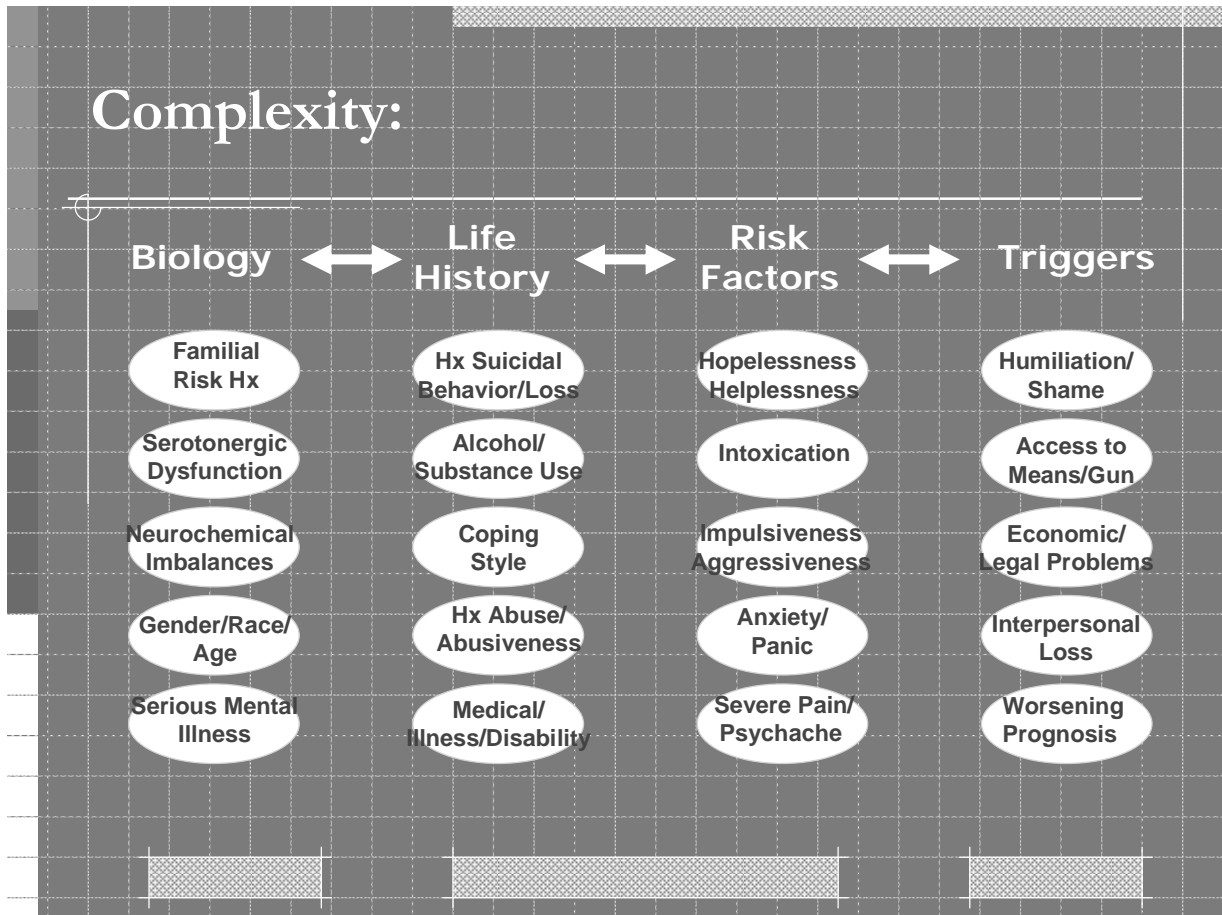 Complexity:
Biology
Life
History
Risk
Factors
Triggers
Familial
Risk Hx
Serotonergic
Dysfunction
Neurochemical
Imbalances
Gender/Race/
Age
Serious Mental
Illness
Hx Suicidal
Behavior/Loss
Alcohol/
Substance Use
Coping
Style
Hx Abuse/
Abusiveness
Medical/
Illness/Disability
Hopelessness
Helplessness
Intoxication
Impulsiveness
Aggressiveness
Anxiety/
Panic
Severe Pain/
Psychache
Humiliation/
Shame
Access to
Means/Gun
Economic/
Legal Problems
Interpersonal
Loss
Worsening
Prognosis